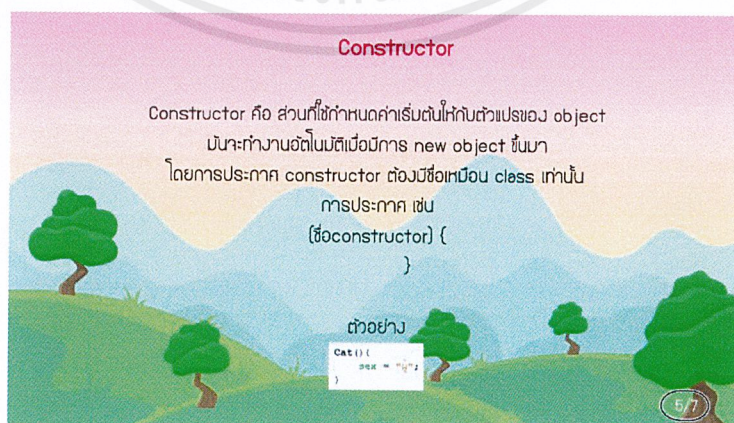 Constructor
Constructor คือ ส่วนที่ใช้กำหนดค่าเริ่มต้นให้กับตัวแปรของ object
มันจะทำงานอัตโนมัติเมื่อมีการ new object ขึ้นมา
โดยการประกาศ constructor ต้องมีชื่อเหมือน class เท่านั้น
การประกาศ เช่น
(ชื่อconstructor) {
}
ตัวอย่าง
Cat(){
sex = "ผู้";
}
5/7